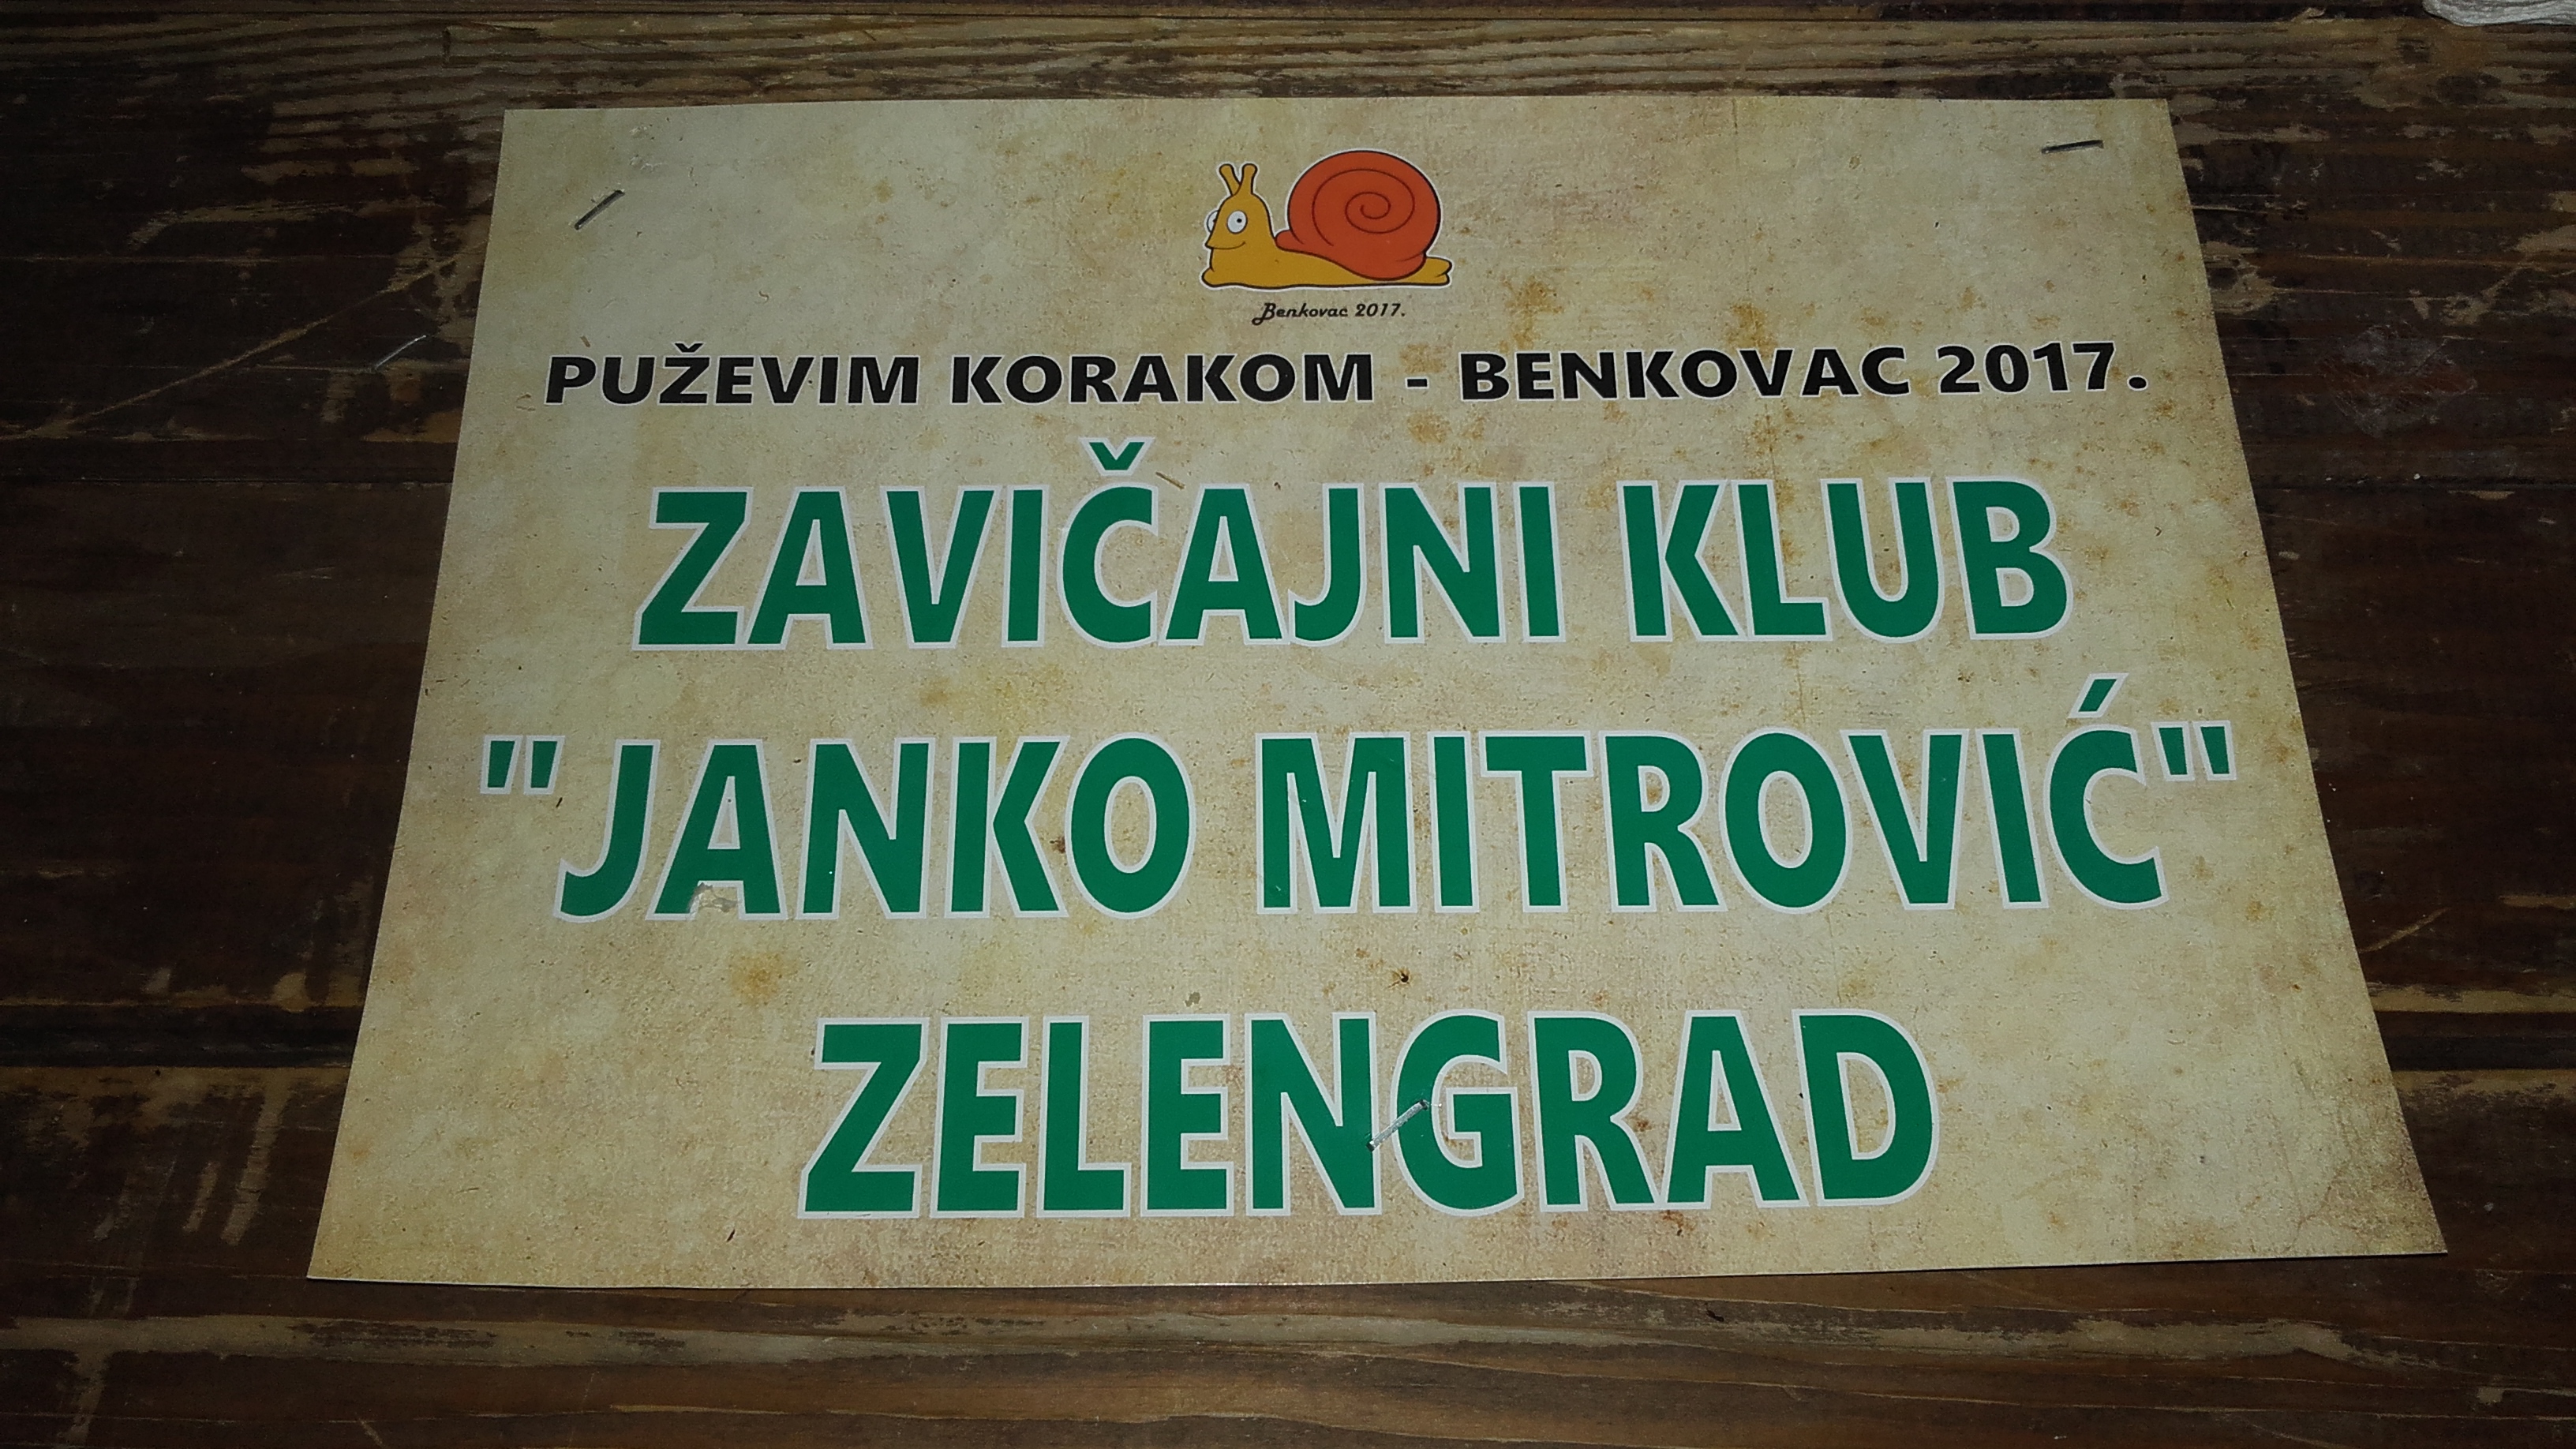 Benkovac 2017.
PUŽEVIM KORAKOM - BENKOVAC 2017.
ZAVIČAJNI KLUB
"JANKO MITROVIĆ"
ZELENGRAD